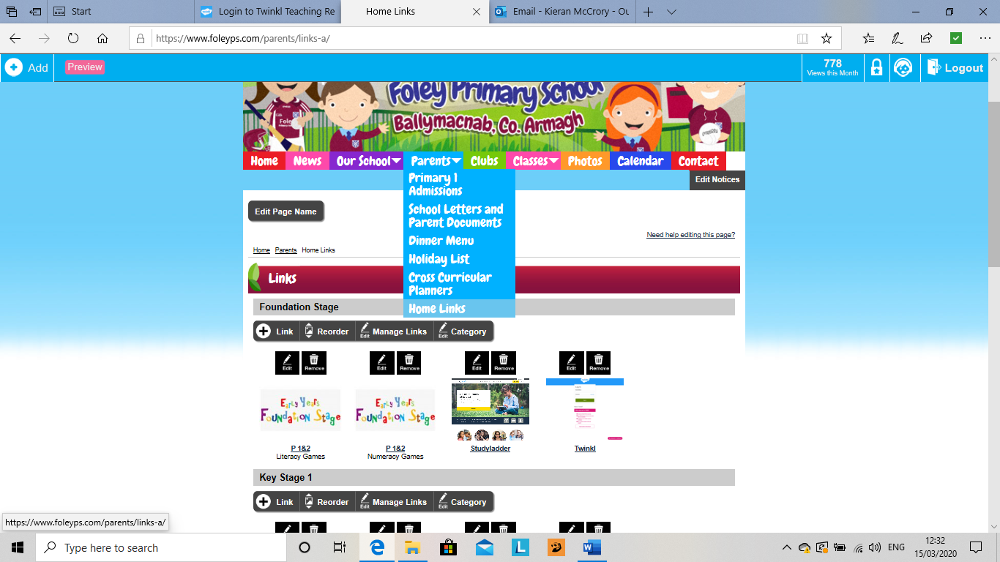 Start
Login to Twinkl Teaching Re
Home Links
Email - Kieran McCrory - Ou
https://www.foleyps.com/parents/links-a/
Add
Preview
778
Views this Month
Logout
Foley Primary School
Ballymacnab, Co. Armagh
Home News Our School Parents Clubs Classes Photos Calendar Contact
Edit Notices
Primary 1
Admissions
School Letters and
Parent Documents
Dinner Menu
Holiday List
Cross Curricular
Planners
Home Links
Edit Page Name
Need help editing this page?
Home Parents Home Links
Links
Foundation Stage
Link Reorder Edit Manage Links Edit Category
Edit Remove Edit Remove Edit Remove Edit Remove
Early Years
Foundation Stage
Early Years
Foundation Stage
P 1&2
Literacy Games
P 1&2
Numeracy Games
Studyladder
Twinkl
Key Stage 1
Link Reorder Edit Manage Links Edit Category
https://www.foleyps.com/parents/links-a/
Type here to search
ENG
12:32
15/03/2020